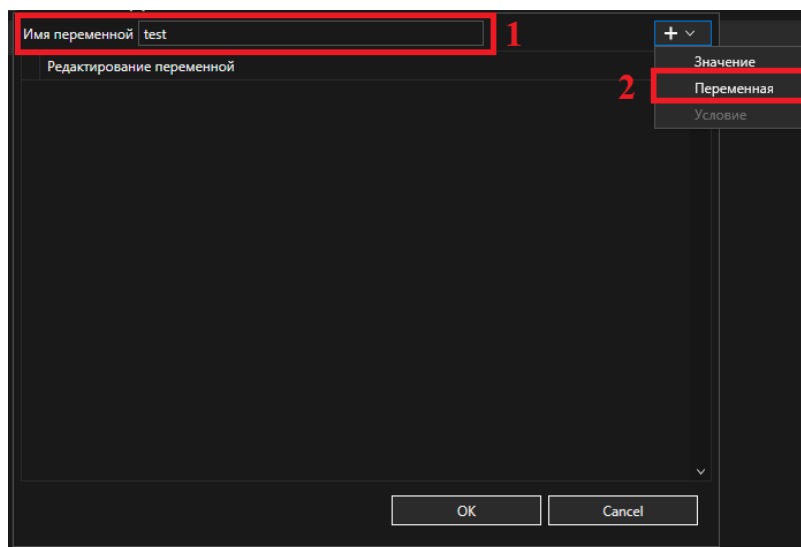 Имя переменной test 1
Значение
Редактирование переменной
2 Переменная
Условие
OK Cancel